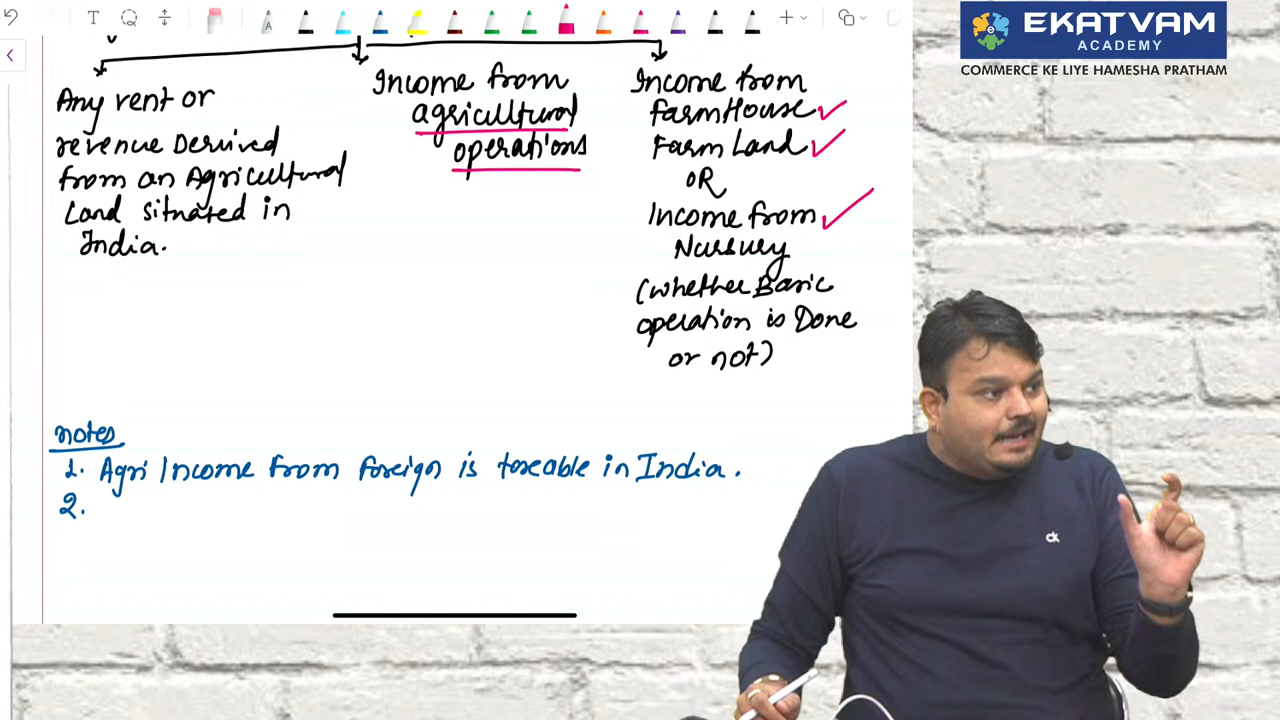 EKATVAM
ACADEMY
COMMERCE KE LIYE HAMESHA PRATHAM
Any rent or
revenue Derived
from an Agricultural
Land situated in
India.
Income from
agricultural
operations
Income from
FarmHouse
Farm Land
OR
Income from
Nursury
(whether Basic
operation is Done
or not)
notes
1. Agri Income from foreign is taxable in India.
2.
ck